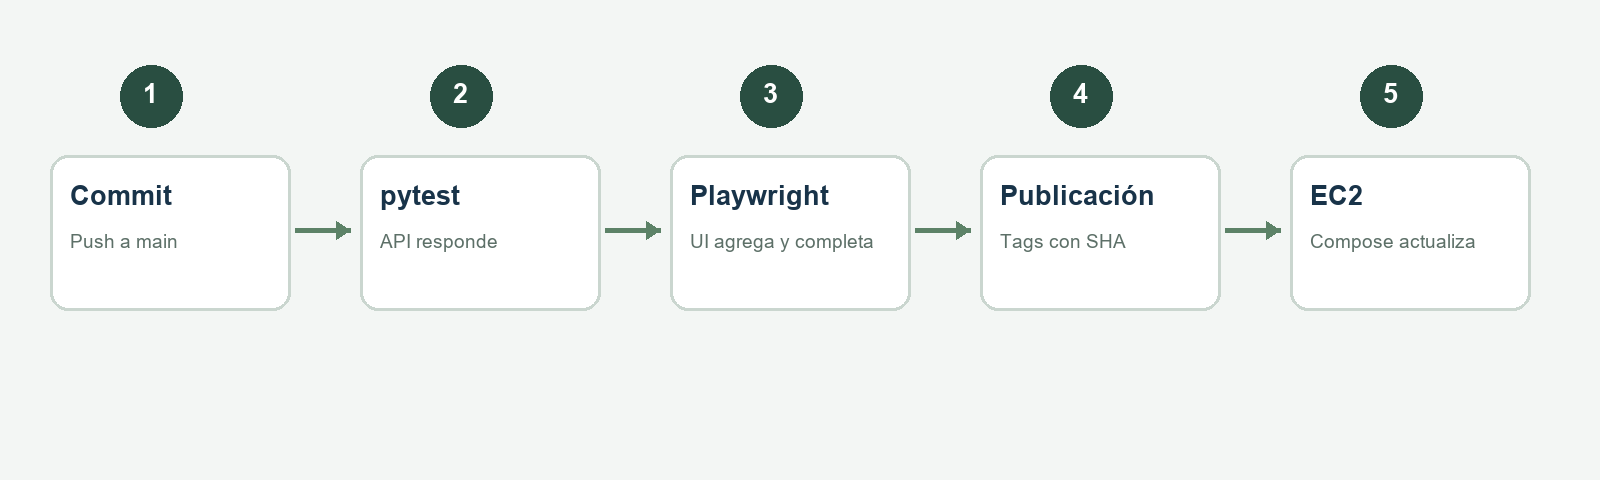 1
2
3
4
5
Commit
Push a main
pytest
API responde
Playwright
UI agrega y completa
Publicación
Tags con SHA
EC2
Compose actualiza